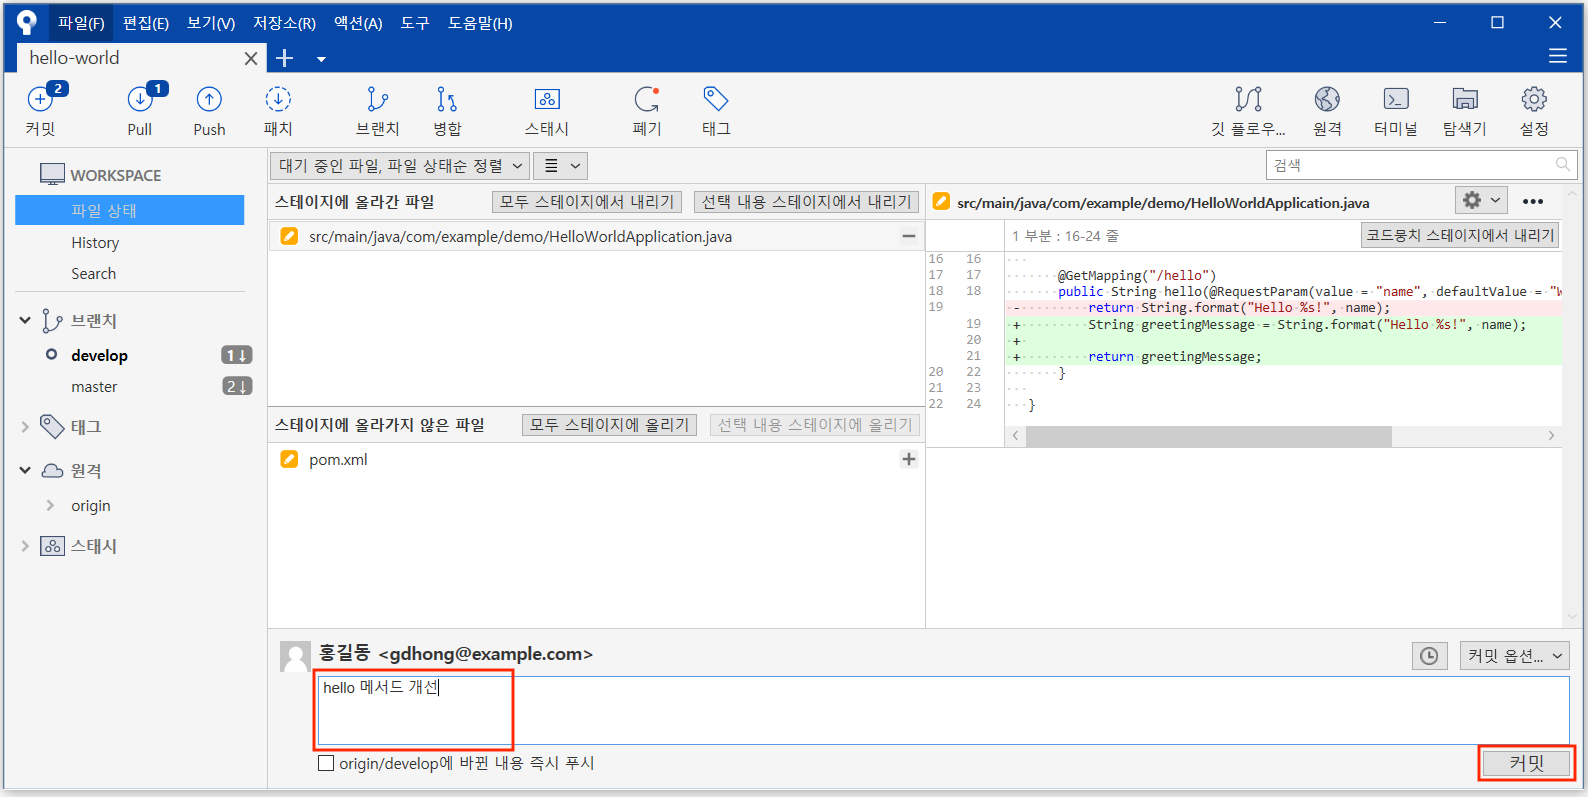 파일(F) 편집(E) 보기(V) 저장소(R) 액션(A) 도구 도움말(H)
hello-world
2 1
커밋 Pull Push 패치 브랜치 병합 스태시 폐기 태그 깃 플로우... 원격 터미널 탐색기 설정
WORKSPACE
파일 상태
History
Search
브랜치
develop 1↓
master 2↓
태그
원격
origin
스태시
대기 중인 파일, 파일 상태순 정렬
검색
스테이지에 올라간 파일 모두 스테이지에서 내리기 선택 내용 스테이지에서 내리기
src/main/java/com/example/demo/HelloWorldApplication.java
스테이지에 올라가지 않은 파일 모두 스테이지에 올리기 선택 내용 스테이지에 올리기
pom.xml
src/main/java/com/example/demo/HelloWorldApplication.java
1 부분 : 16-24 줄 코드뭉치 스테이지에서 내리기
16 16
17 17 @GetMapping("/hello")
18 18 public String hello(@RequestParam(value = "name", defaultValue = "W
19 - return String.format("Hello %s!", name);
19 + String greetingMessage = String.format("Hello %s!", name);
20 +
21 + return greetingMessage;
20 22 }
21 23
22 24 }
홍길동 <gdhong@example.com>
커밋 옵션...
hello 메서드 개선
origin/develop에 바뀐 내용 즉시 푸시
커밋